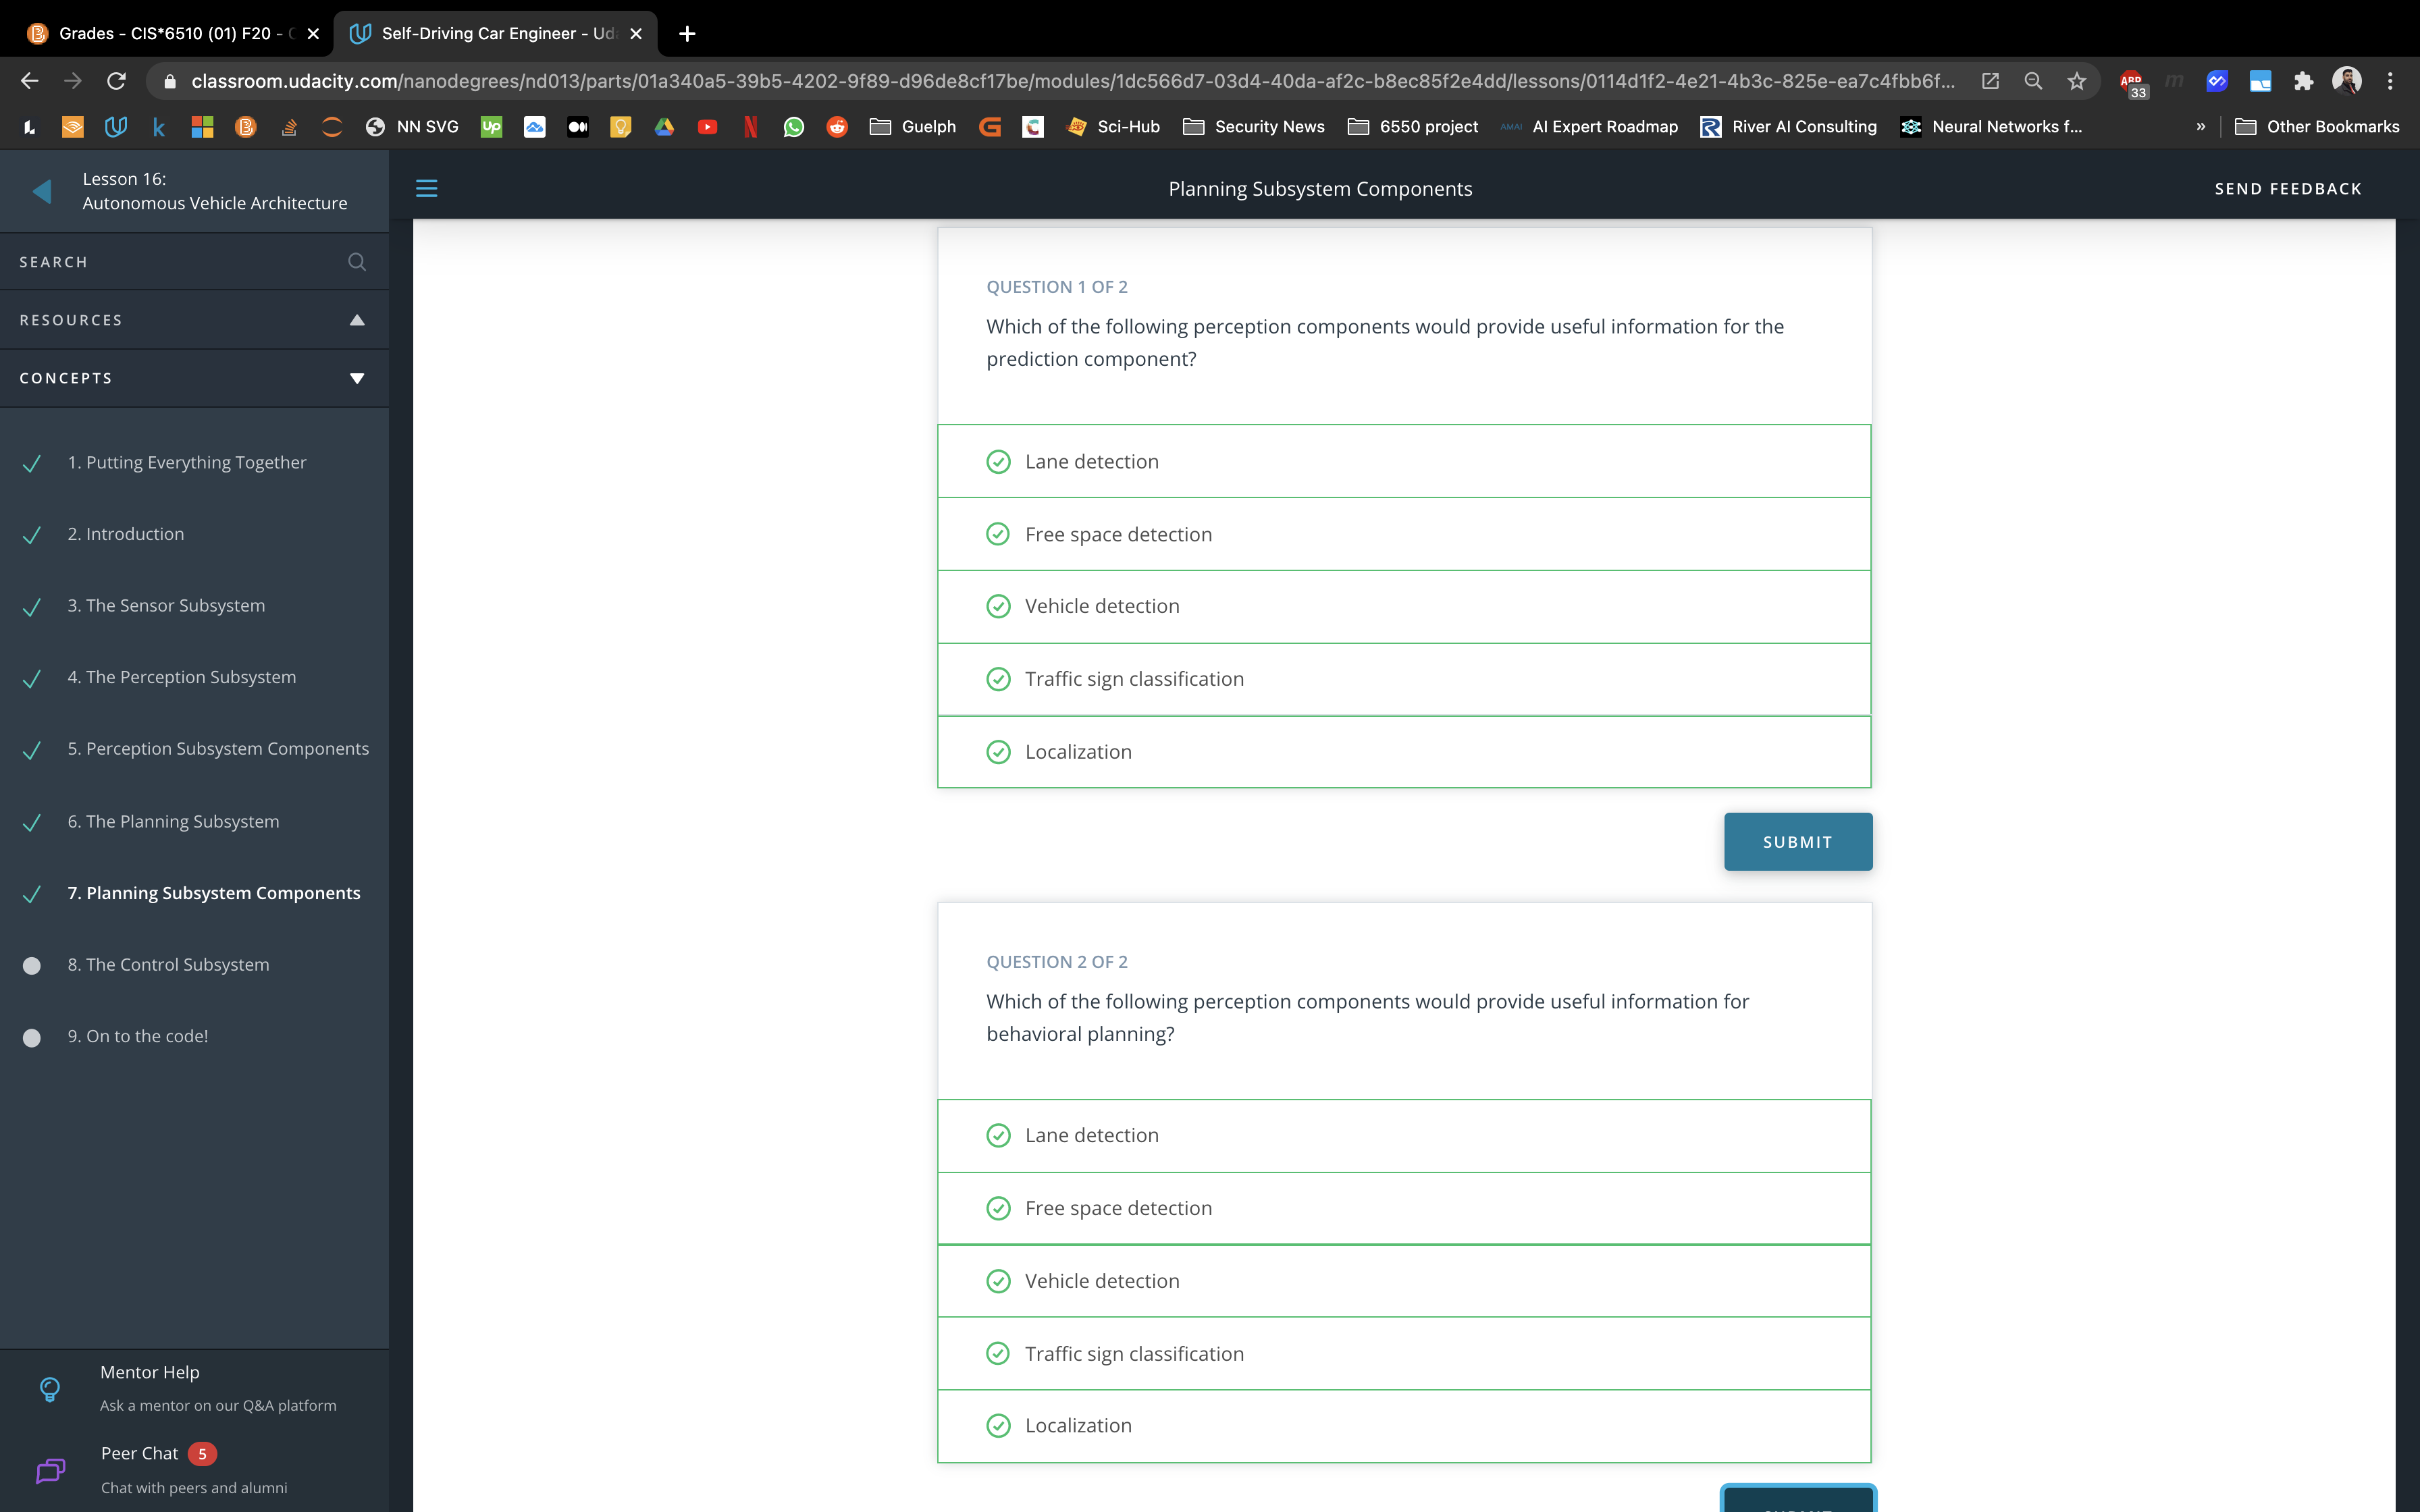 Grades - CIS*6510 (01) F20 -
Self-Driving Car Engineer - Ud
classroom.udacity.com/nanodegrees/nd013/parts/01a340a5-39b5-4202-9f89-d96de8cf17be/modules/1dc566d7-03d4-40da-af2c-b8ec85f2e4dd/lessons/0114d1f2-4e21-4b3c-825e-ea7c4fbb6f...
ABP
33
NN SVG
Up
Guelph
Sci-Hub
Security News
6550 project
AMAI
AI Expert Roadmap
River AI Consulting
Neural Networks f...
»
Other Bookmarks
Lesson 16:
Autonomous Vehicle Architecture
Planning Subsystem Components
SEND FEEDBACK
SEARCH
RESOURCES
CONCEPTS
1. Putting Everything Together
2. Introduction
3. The Sensor Subsystem
4. The Perception Subsystem
5. Perception Subsystem Components
6. The Planning Subsystem
7. Planning Subsystem Components
8. The Control Subsystem
9. On to the code!
Mentor Help
Ask a mentor on our Q&A platform
Peer Chat 5
Chat with peers and alumni
QUESTION 1 OF 2
Which of the following perception components would provide useful information for the
prediction component?
Lane detection
Free space detection
Vehicle detection
Traffic sign classification
Localization
SUBMIT
QUESTION 2 OF 2
Which of the following perception components would provide useful information for
behavioral planning?
Lane detection
Free space detection
Vehicle detection
Traffic sign classification
Localization